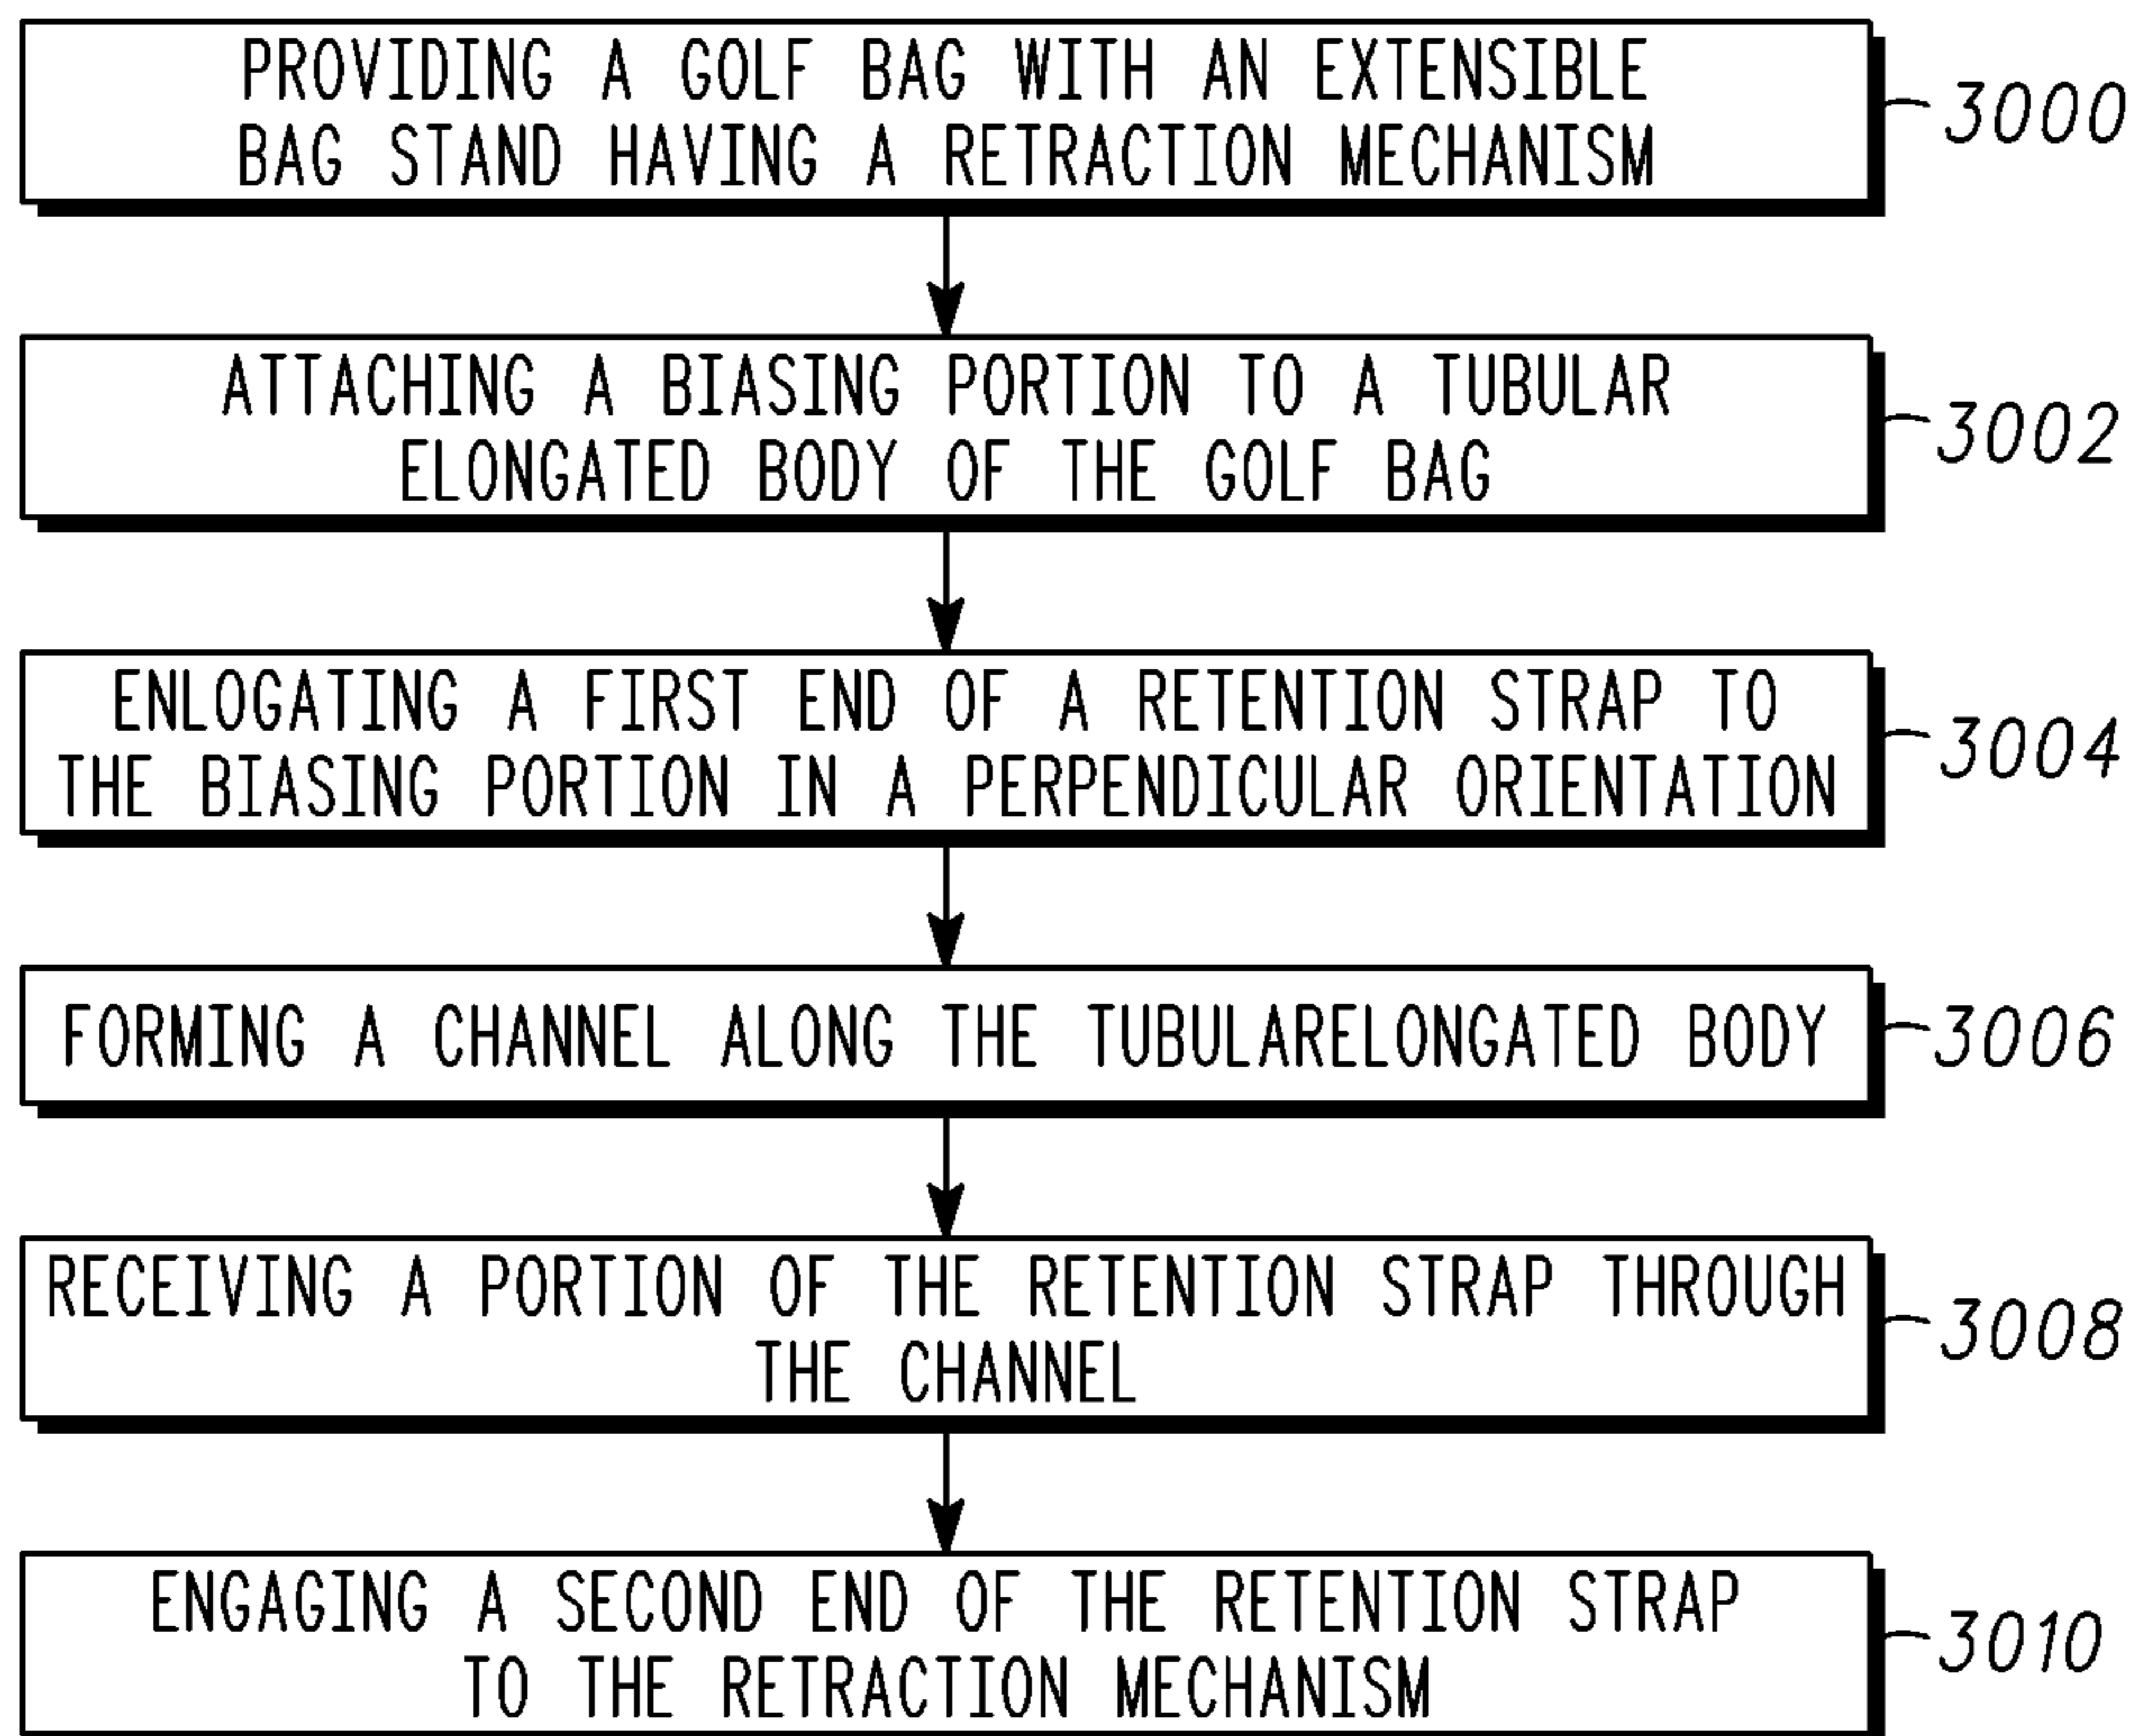 PROVIDING A GOLF BAG WITH AN EXTENSIBLE
BAG STAND HAVING A RETRACTION MECHANISM
3000
ATTACHING A BIASING PORTION TO A TUBULAR
ELONGATED BODY OF THE GOLF BAG
3002
ENLOGATING A FIRST END OF A RETENTION STRAP TO
THE BIASING PORTION IN A PERPENDICULAR ORIENTATION
3004
FORMING A CHANNEL ALONG THE TUBULARELONGATED BODY
3006
RECEIVING A PORTION OF THE RETENTION STRAP THROUGH
THE CHANNEL
3008
ENGAGING A SECOND END OF THE RETENTION STRAP
TO THE RETRACTION MECHANISM
3010